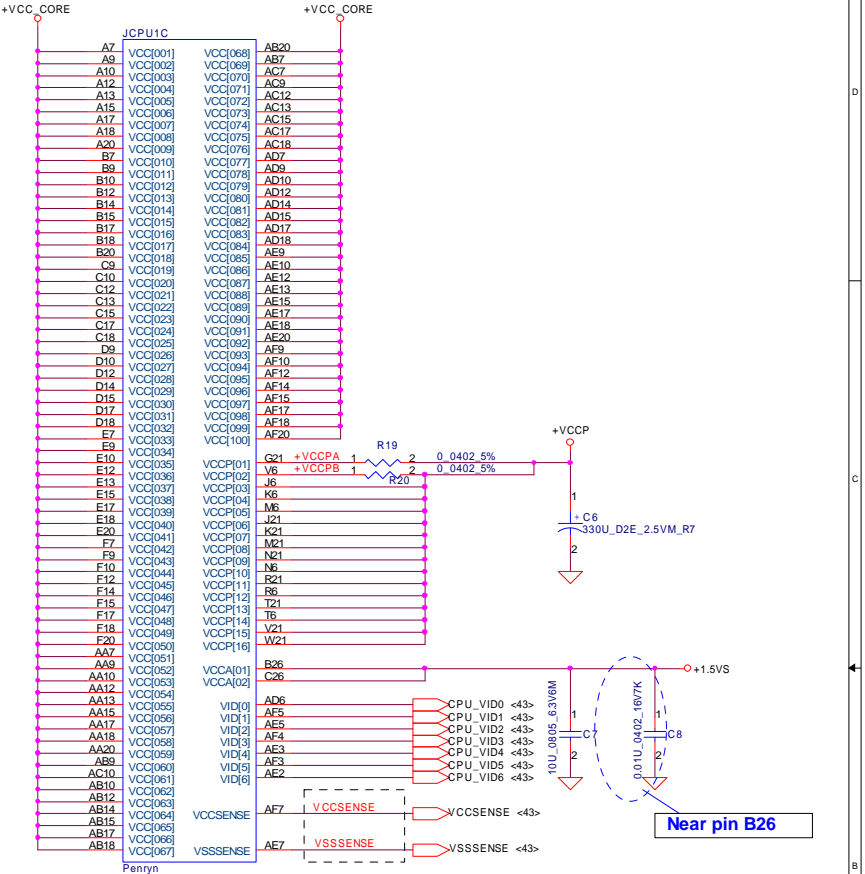 +VCC_CORE +VCC_CORE
JCPU1C
A7 VCC[001] VCC[068] AB20
A9 VCC[002] VCC[069] AB7
A10 VCC[003] VCC[070] AC7
A12 VCC[004] VCC[071] AC9
A13 VCC[005] VCC[072] AC12
A15 VCC[006] VCC[073] AC13
A17 VCC[007] VCC[074] AC15
A18 VCC[008] VCC[075] AC17
A20 VCC[009] VCC[076] AC18
B7 VCC[010] VCC[077] AD7
B9 VCC[011] VCC[078] AD9
B10 VCC[012] VCC[079] AD10
B12 VCC[013] VCC[080] AD12
B14 VCC[014] VCC[081] AD14
B15 VCC[015] VCC[082] AD15
B17 VCC[016] VCC[083] AD17
B18 VCC[017] VCC[084] AD18
B20 VCC[018] VCC[085] AE9
C9 VCC[019] VCC[086] AE10
C10 VCC[020] VCC[087] AE12
C12 VCC[021] VCC[088] AE13
C13 VCC[022] VCC[089] AE15
C15 VCC[023] VCC[090] AE17
C17 VCC[024] VCC[091] AE18
C18 VCC[025] VCC[092] AE20
D9 VCC[026] VCC[093] AF9
D10 VCC[027] VCC[094] AF10
D12 VCC[028] VCC[095] AF12
D14 VCC[029] VCC[096] AF14
D15 VCC[030] VCC[097] AF15
D17 VCC[031] VCC[098] AF17
D18 VCC[032] VCC[099] AF18
E7 VCC[033] VCC[100] AF20
E9 VCC[034]
E10 VCC[035] VCCP[01] G21 +VCCPA 1 R19 2 0_0402_5%
E12 VCC[036] VCCP[02] V6 +VCCPB 1 R20 2 0_0402_5%
E13 VCC[037] VCCP[03] J6
E15 VCC[038] VCCP[04] K6
E17 VCC[039] VCCP[05] M6
E18 VCC[040] VCCP[06] J21
E20 VCC[041] VCCP[07] K21
F7 VCC[042] VCCP[08] M21
F9 VCC[043] VCCP[09] N21
F10 VCC[044] VCCP[10] N6
F12 VCC[045] VCCP[11] R21
F14 VCC[046] VCCP[12] R6
F15 VCC[047] VCCP[13] T21
F17 VCC[048] VCCP[14] T6
F18 VCC[049] VCCP[15] V21
F20 VCC[050] VCCP[16] W21
AA7 VCC[051]
AA9 VCC[052] VCCA[01] B26
AA10 VCC[053] VCCA[02] C26
AA12 VCC[054]
AA13 VCC[055] VID[0] AD6 CPU_VID0 <43>
AA15 VCC[056] VID[1] AF5 CPU_VID1 <43>
AA17 VCC[057] VID[2] AE5 CPU_VID2 <43>
AA18 VCC[058] VID[3] AF4 CPU_VID3 <43>
AA20 VCC[059] VID[4] AE3 CPU_VID4 <43>
AB9 VCC[060] VID[5] AF3 CPU_VID5 <43>
AC10 VCC[061] VID[6] AE2 CPU_VID6 <43>
AB10 VCC[062]
AB12 VCC[063]
AB14 VCC[064] VCCSENSE AF7 VCCSENSE VCCSENSE <43>
AB15 VCC[065]
AB17 VCC[066]
AB18 VCC[067] VSSSENSE AE7 VSSSENSE VSSSENSE <43>
Penryn
+VCCP
1
+ C6
330U_D2E_2.5VM_R7
2
+1.5VS
10U_0805_6.3V6M
1
C7
2
0.01U_0402_16V7K
1
C8
2
Near pin B26
D
C
B